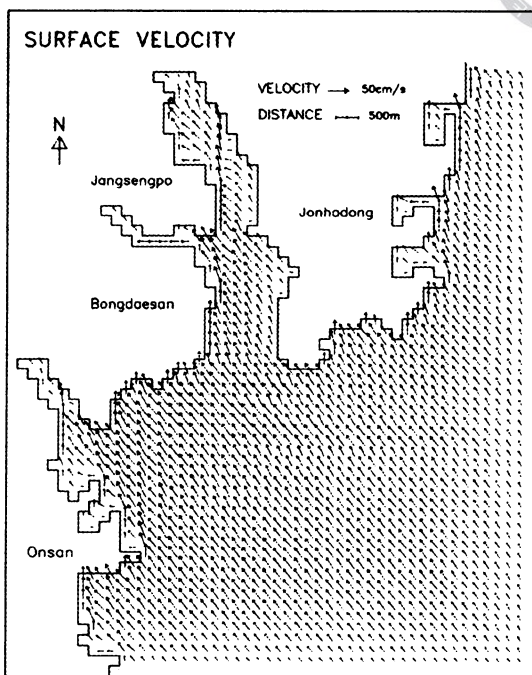 SURFACE VELOCITY
VELOCITY → 50cm/s
DISTANCE 500m
N
Jangsengpo
Jonhadong
Bongdaesan
Onsan